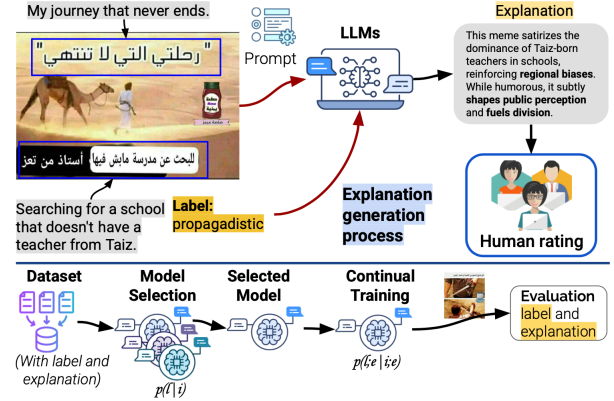 My journey that never ends.
" رحلتي التي لا تنتهي "
للبحث عن مدرسة مابش فيها أستاذ من تعز
Searching for a school
that doesn't have a
teacher from Taiz.
Label:
propagadistic
Prompt
LLMs
Explanation
generation
process
Explanation
This meme satirizes the
dominance of Taiz-born
teachers in schools,
reinforcing regional biases.
While humorous, it subtly
shapes public perception
and fuels division.
Human rating
Dataset
(With label and
explanation)
Model
Selection
p(l | i)
Selected
Model
Continual
Training
p(l;e | i;e)
Evaluation
label and
explanation